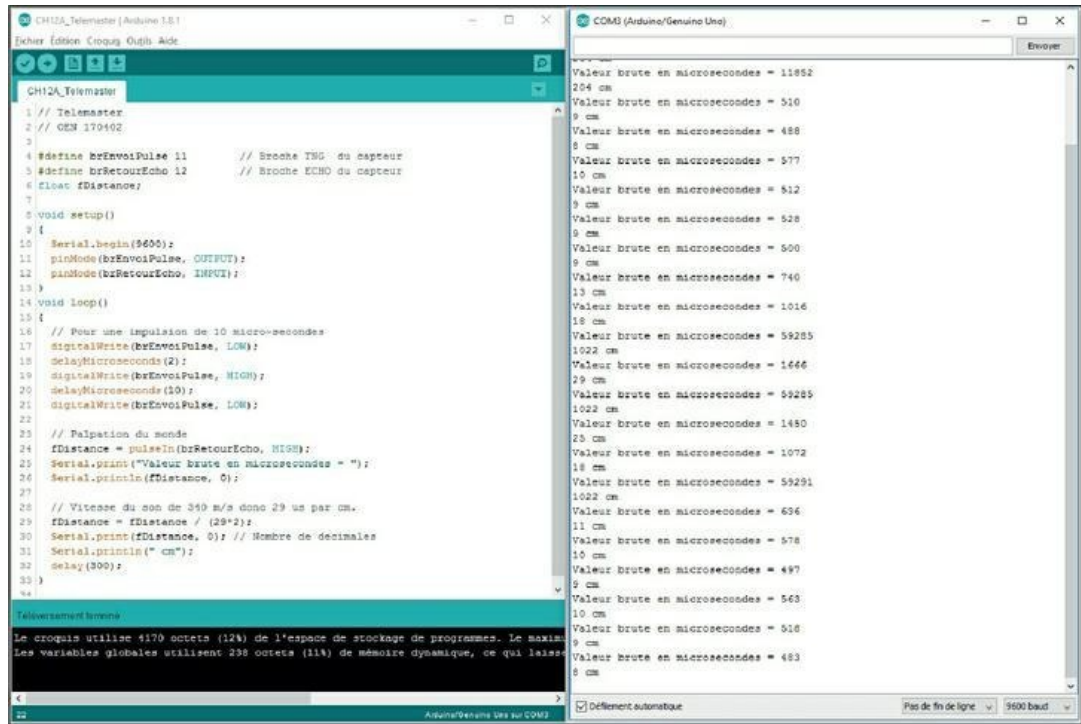 CH12A_Telemaster | Arduino 1.8.1
Fichier Édition Croquis Outils Aide
CH12A_Telemaster
1 // Telemaster
2 // OEN 170402
3
4 #define brEnvoiPulse 11 // Broche TNG du capteur
5 #define brRetourEcho 12 // Broche ECHO du capteur
6 float fDistance;
7
8 void setup()
9 {
10 Serial.begin(9600);
11 pinMode(brEnvoiPulse, OUTPUT);
12 pinMode(brRetourEcho, INPUT);
13 }
14 void loop()
15 {
16 // Pour une impulsion de 10 micro-secondes
17 digitalWrite(brEnvoiPulse, LOW);
18 delayMicroseconds(2);
19 digitalWrite(brEnvoiPulse, HIGH);
20 delayMicroseconds(10);
21 digitalWrite(brEnvoiPulse, LOW);
22
23 // Palpation du monde
24 fDistance = pulseIn(brRetourEcho, HIGH);
25 Serial.print("Valeur brute en microsecondes = ");
26 Serial.println(fDistance, 0);
27
28 // Vitesse du son de 340 m/s donc 29 us par cm.
29 fDistance = fDistance / (29*2);
30 Serial.print(fDistance, 0); // Nombre de decimales
31 Serial.println(" cm");
32 delay(300);
33 }
34
Téléversement terminé
Le croquis utilise 4170 octets (12%) de l'espace de stockage de programmes. Le maxim
Les variables globales utilisent 238 octets (11%) de mémoire dynamique, ce qui laisse
22
Arduino/Genuino Uno sur COM3
COM3 (Arduino/Genuino Uno)
Envoyer
Valeur brute en microsecondes = 11852
204 cm
Valeur brute en microsecondes = 510
9 cm
Valeur brute en microsecondes = 488
8 cm
Valeur brute en microsecondes = 577
10 cm
Valeur brute en microsecondes = 512
9 cm
Valeur brute en microsecondes = 528
9 cm
Valeur brute en microsecondes = 500
9 cm
Valeur brute en microsecondes = 740
13 cm
Valeur brute en microsecondes = 1016
18 cm
Valeur brute en microsecondes = 59285
1022 cm
Valeur brute en microsecondes = 1666
29 cm
Valeur brute en microsecondes = 59285
1022 cm
Valeur brute en microsecondes = 1450
25 cm
Valeur brute en microsecondes = 1072
18 cm
Valeur brute en microsecondes = 59291
1022 cm
Valeur brute en microsecondes = 636
11 cm
Valeur brute en microsecondes = 578
10 cm
Valeur brute en microsecondes = 497
9 cm
Valeur brute en microsecondes = 563
10 cm
Valeur brute en microsecondes = 518
9 cm
Valeur brute en microsecondes = 483
8 cm
Défilement automatique
Pas de fin de ligne
9600 baud